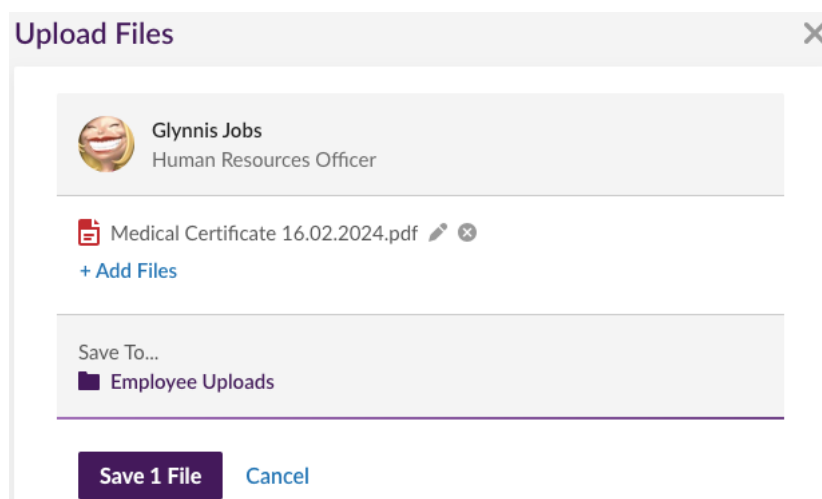 Upload Files
Glynnis Jobs
Human Resources Officer
Medical Certificate 16.02.2024.pdf
+ Add Files
Save To...
Employee Uploads
Save 1 File
Cancel